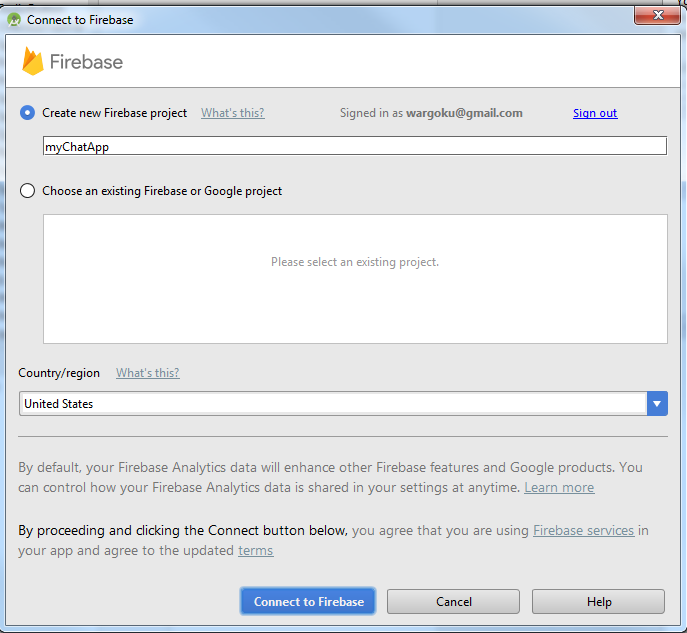 Connect to Firebase
Firebase
Create new Firebase project What's this? Signed in as wargoku@gmail.com Sign out
myChatApp
Choose an existing Firebase or Google project
Please select an existing project.
Country/region What's this?
United States
By default, your Firebase Analytics data will enhance other Firebase features and Google products. You
can control how your Firebase Analytics data is shared in your settings at anytime. Learn more
By proceeding and clicking the Connect button below, you agree that you are using Firebase services in
your app and agree to the updated terms
Connect to Firebase Cancel Help